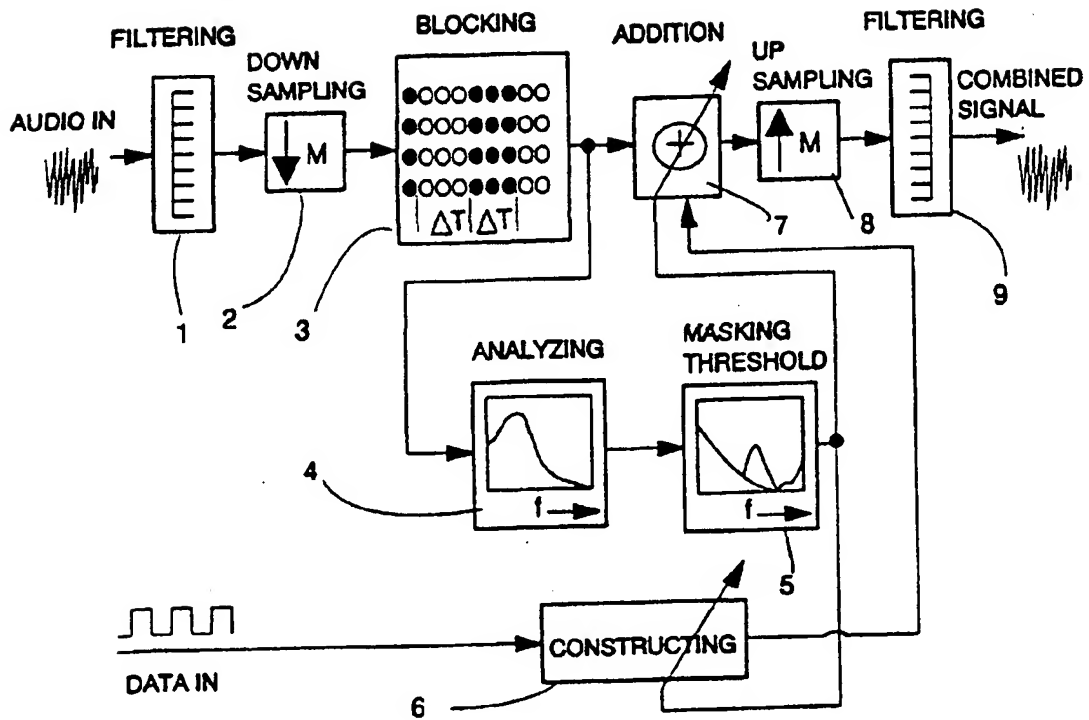 FILTERING
DOWN
SAMPLING
BLOCKING
ADDITION
UP
SAMPLING
FILTERING
COMBINED
SIGNAL
AUDIO IN
M
ΔT ΔT
M
1
2
3
7
8
9
ANALYZING
MASKING
THRESHOLD
f
f
4
5
DATA IN
CONSTRUCTING
6